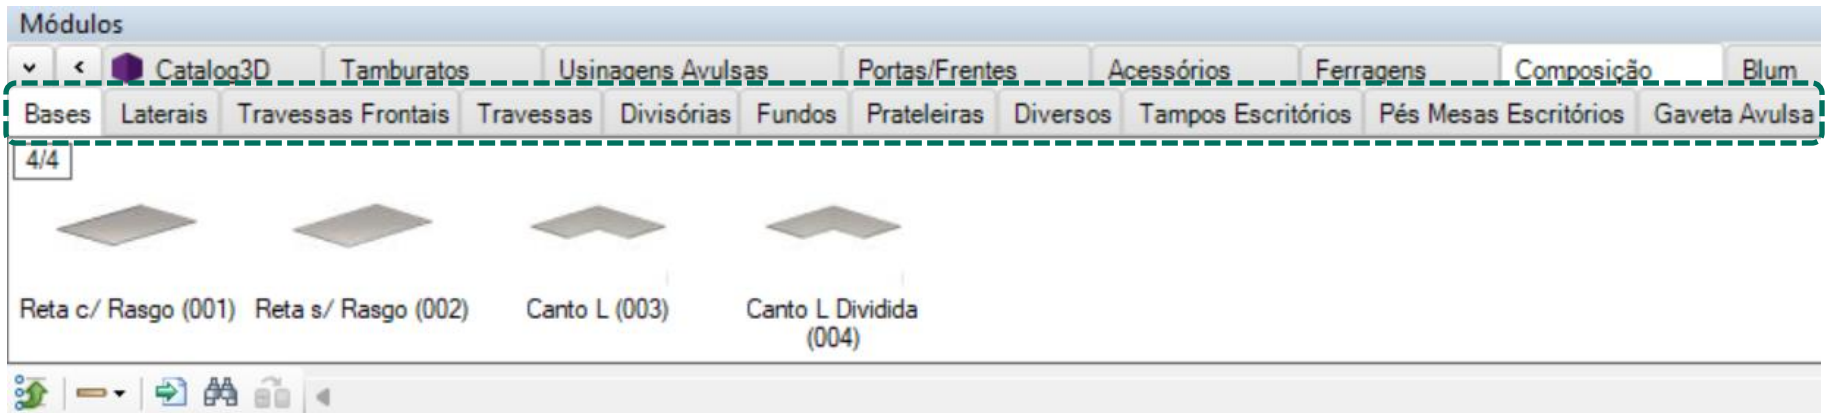 Módulos
Catalog3D Tamburatos Usinagens Avulsas Portas/Frentes Acessórios Ferragens Composição Blum
Bases Laterais Travessas Frontais Travessas Divisórias Fundos Prateleiras Diversos Tampos Escritórios Pés Mesas Escritórios Gaveta Avulsa
4/4
Reta c/ Rasgo (001) Reta s/ Rasgo (002) Canto L (003) Canto L Dividida
(004)